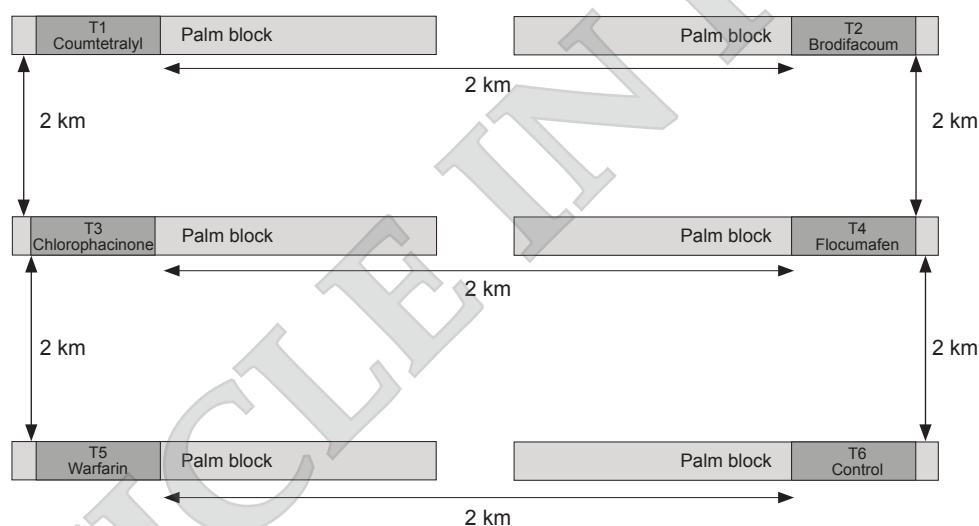 T1
Coumtetralyl
Palm block
Palm block
T2
Brodifacoum
2 km
2 km
2 km
T3
Chlorophacinone
Palm block
Palm block
T4
Flocumafen
2 km
2 km
2 km
T5
Warfarin
Palm block
Palm block
T6
Control
2 km
ICLE IN